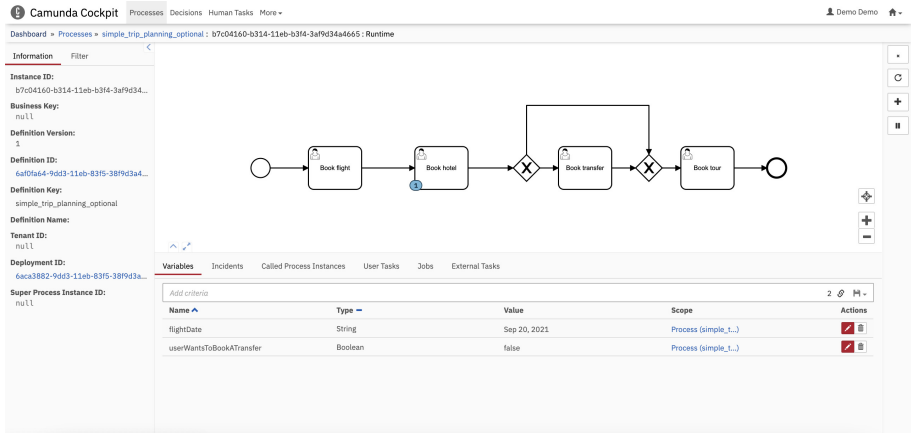 Camunda Cockpit Processes Decisions Human Tasks More Demo Demo
Dashboard » Processes » simple_trip_planning_optional : b7c04160-b314-11eb-b3f4-3af9d34a4665 : Runtime
Information Filter
Instance ID:
b7c04160-b314-11eb-b3f4-3af9d34...
Business Key:
null
Definition Version:
1
Definition ID:
6af0fa64-9dd3-11eb-83f5-38f9d3a4...
Definition Key:
simple_trip_planning_optional
Definition Name:
Tenant ID:
null
Deployment ID:
6aca3882-9dd3-11eb-83f5-38f9d3a...
Super Process Instance ID:
null
Book flight
Book hotel
1
X
Book transfer
X
Book tour
Variables Incidents Called Process Instances User Tasks Jobs External Tasks
Add criteria 2
Name Type Value Scope Actions
flightDate String Sep 20, 2021 Process (simple_t...)
userWantsToBookATransfer Boolean false Process (simple_t...)